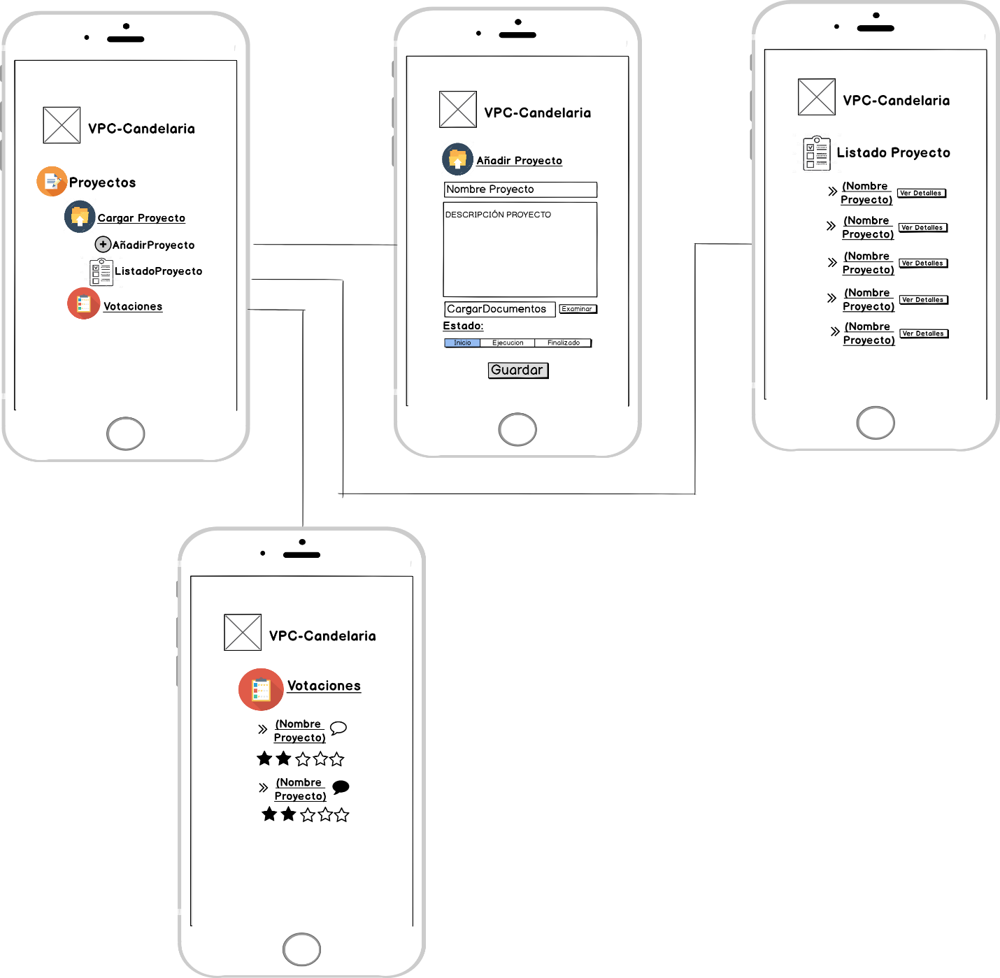 VPC-Candelaria
Proyectos
Cargar Proyecto
AñadirProyecto
ListadoProyecto
Votaciones
VPC-Candelaria
Añadir Proyecto
Nombre Proyecto
DESCRIPCIÓN PROYECTO
CargarDocumentos Examinar
Estado:
Inicio Ejecucion Finalizado
Guardar
VPC-Candelaria
Listado Proyecto
(Nombre
Proyecto) Ver Detalles
(Nombre
Proyecto) Ver Detalles
(Nombre
Proyecto) Ver Detalles
(Nombre
Proyecto) Ver Detalles
(Nombre
Proyecto) Ver Detalles
VPC-Candelaria
Votaciones
(Nombre
Proyecto)
(Nombre
Proyecto)